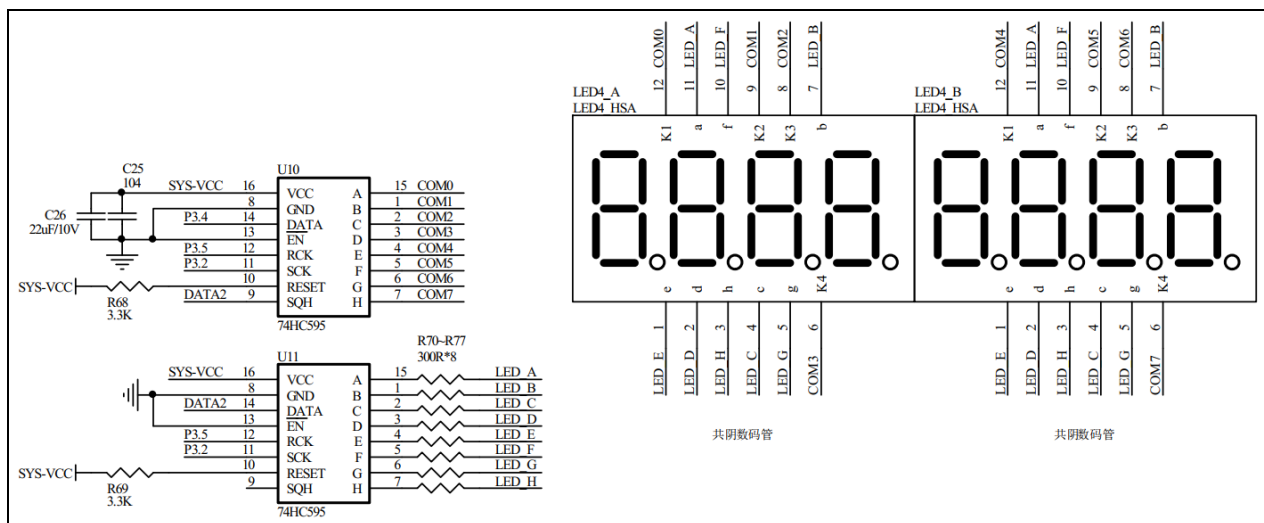 C25
104
C26
22uF/10V
U10
SYS-VCC 16 VCC A 15 COM0
8 GND B 1 COM1
P3.4 14 DATA C 2 COM2
13 EN D 3 COM3
P3.5 12 RCK E 4 COM4
P3.2 11 SCK F 5 COM5
SYS-VCC 10 RESET G 6 COM6
R68
3.3K
DATA2 9 SQH H 7 COM7
74HC595
U11
R70~R77
300R*8
SYS-VCC 16 VCC A 15 LED_A
8 GND B 1 LED_B
DATA2 14 DATA C 2 LED_C
13 EN D 3 LED_D
P3.5 12 RCK E 4 LED_E
P3.2 11 SCK F 5 LED_F
SYS-VCC 10 RESET G 6 LED_G
R69
3.3K
9 SQH H 7 LED_H
74HC595
LED4_A
LED4_HSA
12 COM0
11 LED_A
10 LED_F
9 COM1
8 COM2
7 LED_B
K1 a f K2 K3 b
e d h c g K4
LED_E 1
LED_D 2
LED_H 3
LED_C 4
LED_G 5
COM3 6
共阴数码管
LED4_B
LED4_HSA
12 COM4
11 LED_A
10 LED_F
9 COM5
8 COM6
7 LED_B
K1 a f K2 K3 b
e d h c g K4
LED_E 1
LED_D 2
LED_H 3
LED_C 4
LED_G 5
COM7 6
共阴数码管